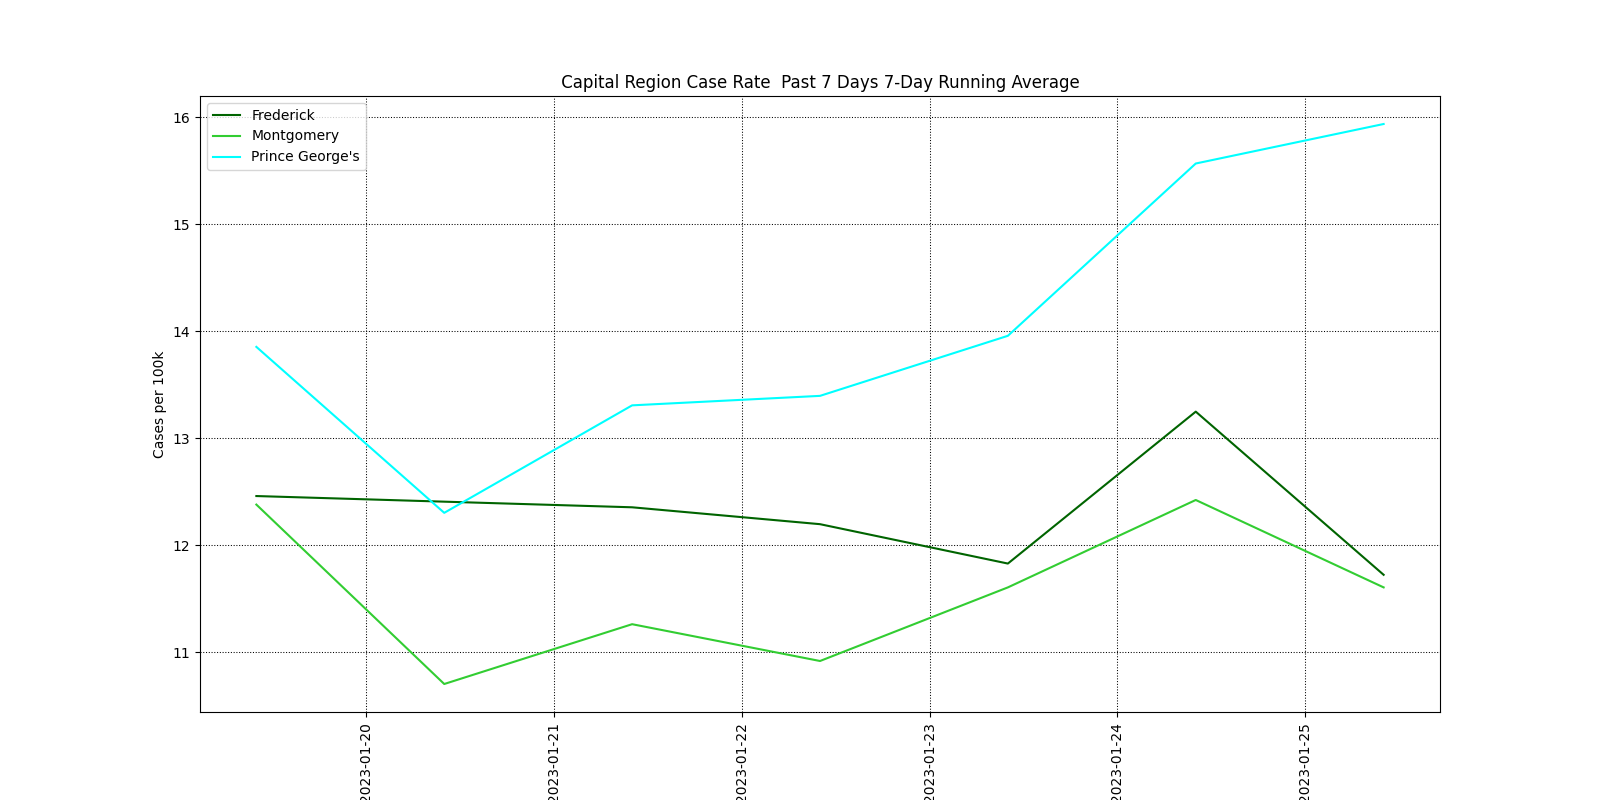 Capital Region Case Rate  Past 7 Days 7-Day Running Average
Frederick
Montgomery
Prince George's
16
15
14
13
12
11
Cases per 100k
2023-01-20
2023-01-21
2023-01-22
2023-01-23
2023-01-24
2023-01-25